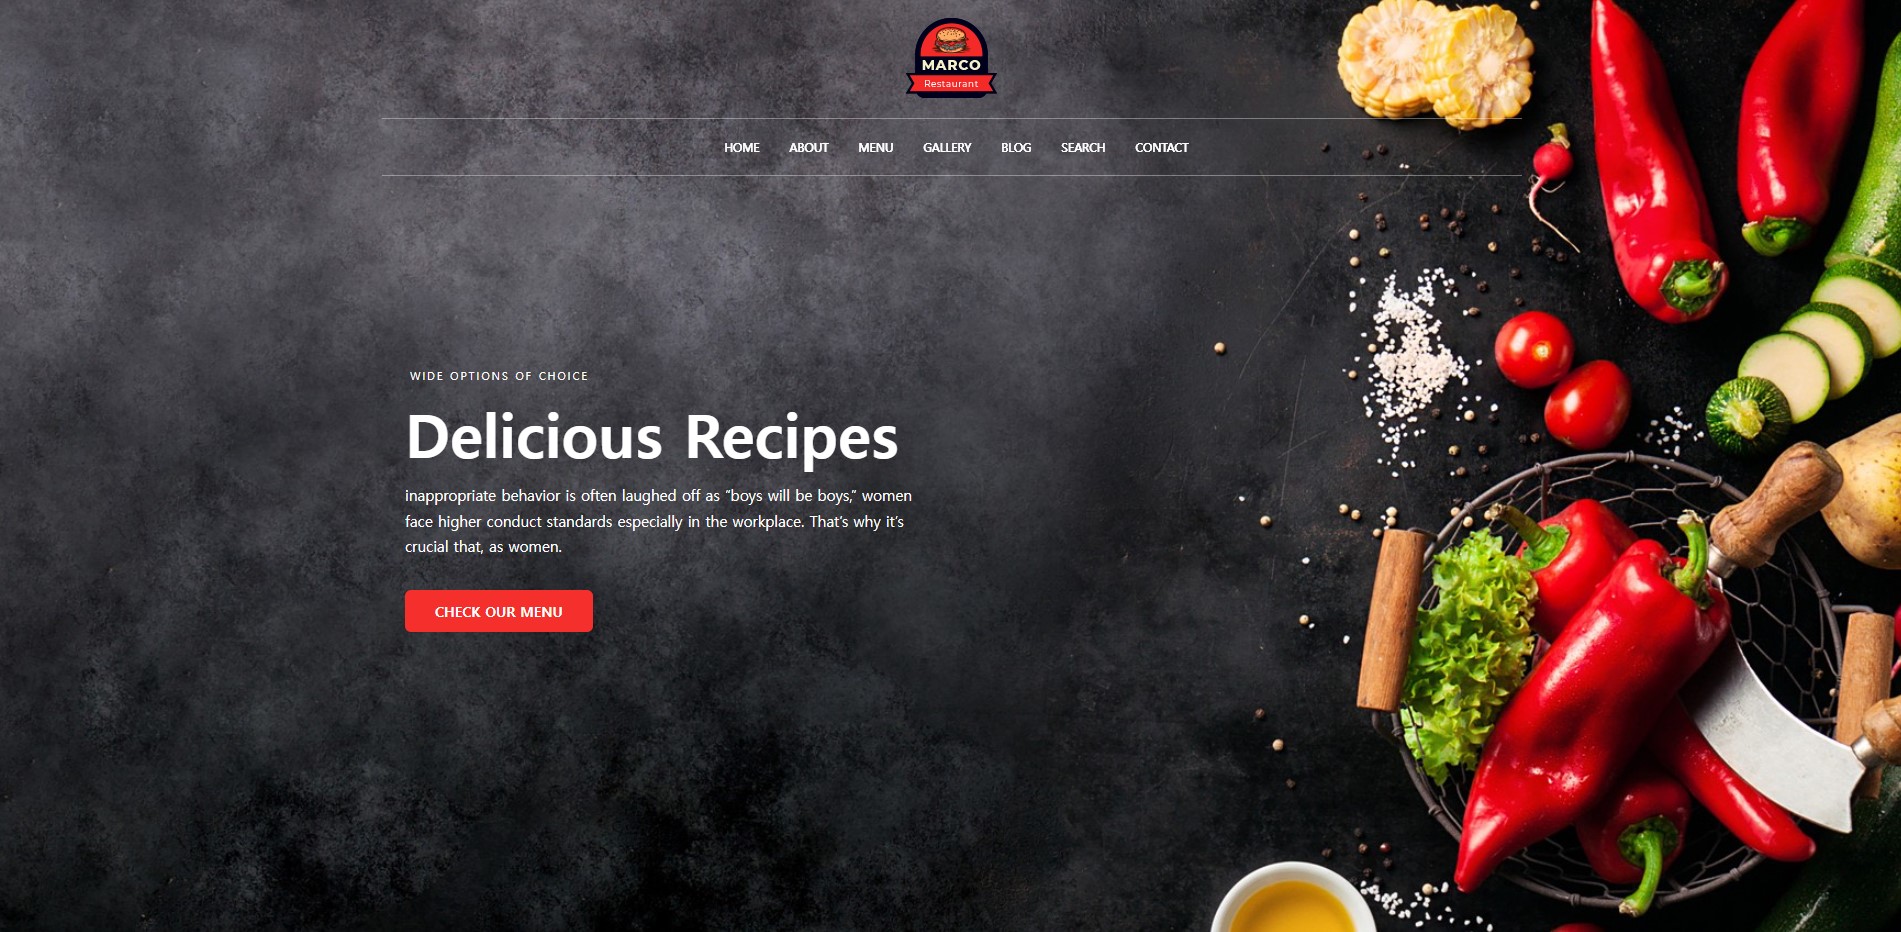 MARCO
Restaurant
HOME ABOUT MENU GALLERY BLOG SEARCH CONTACT
WIDE OPTIONS OF CHOICE
Delicious Recipes
inappropriate behavior is often laughed off as “boys will be boys,” women
face higher conduct standards especially in the workplace. That’s why it’s
crucial that, as women.
CHECK OUR MENU